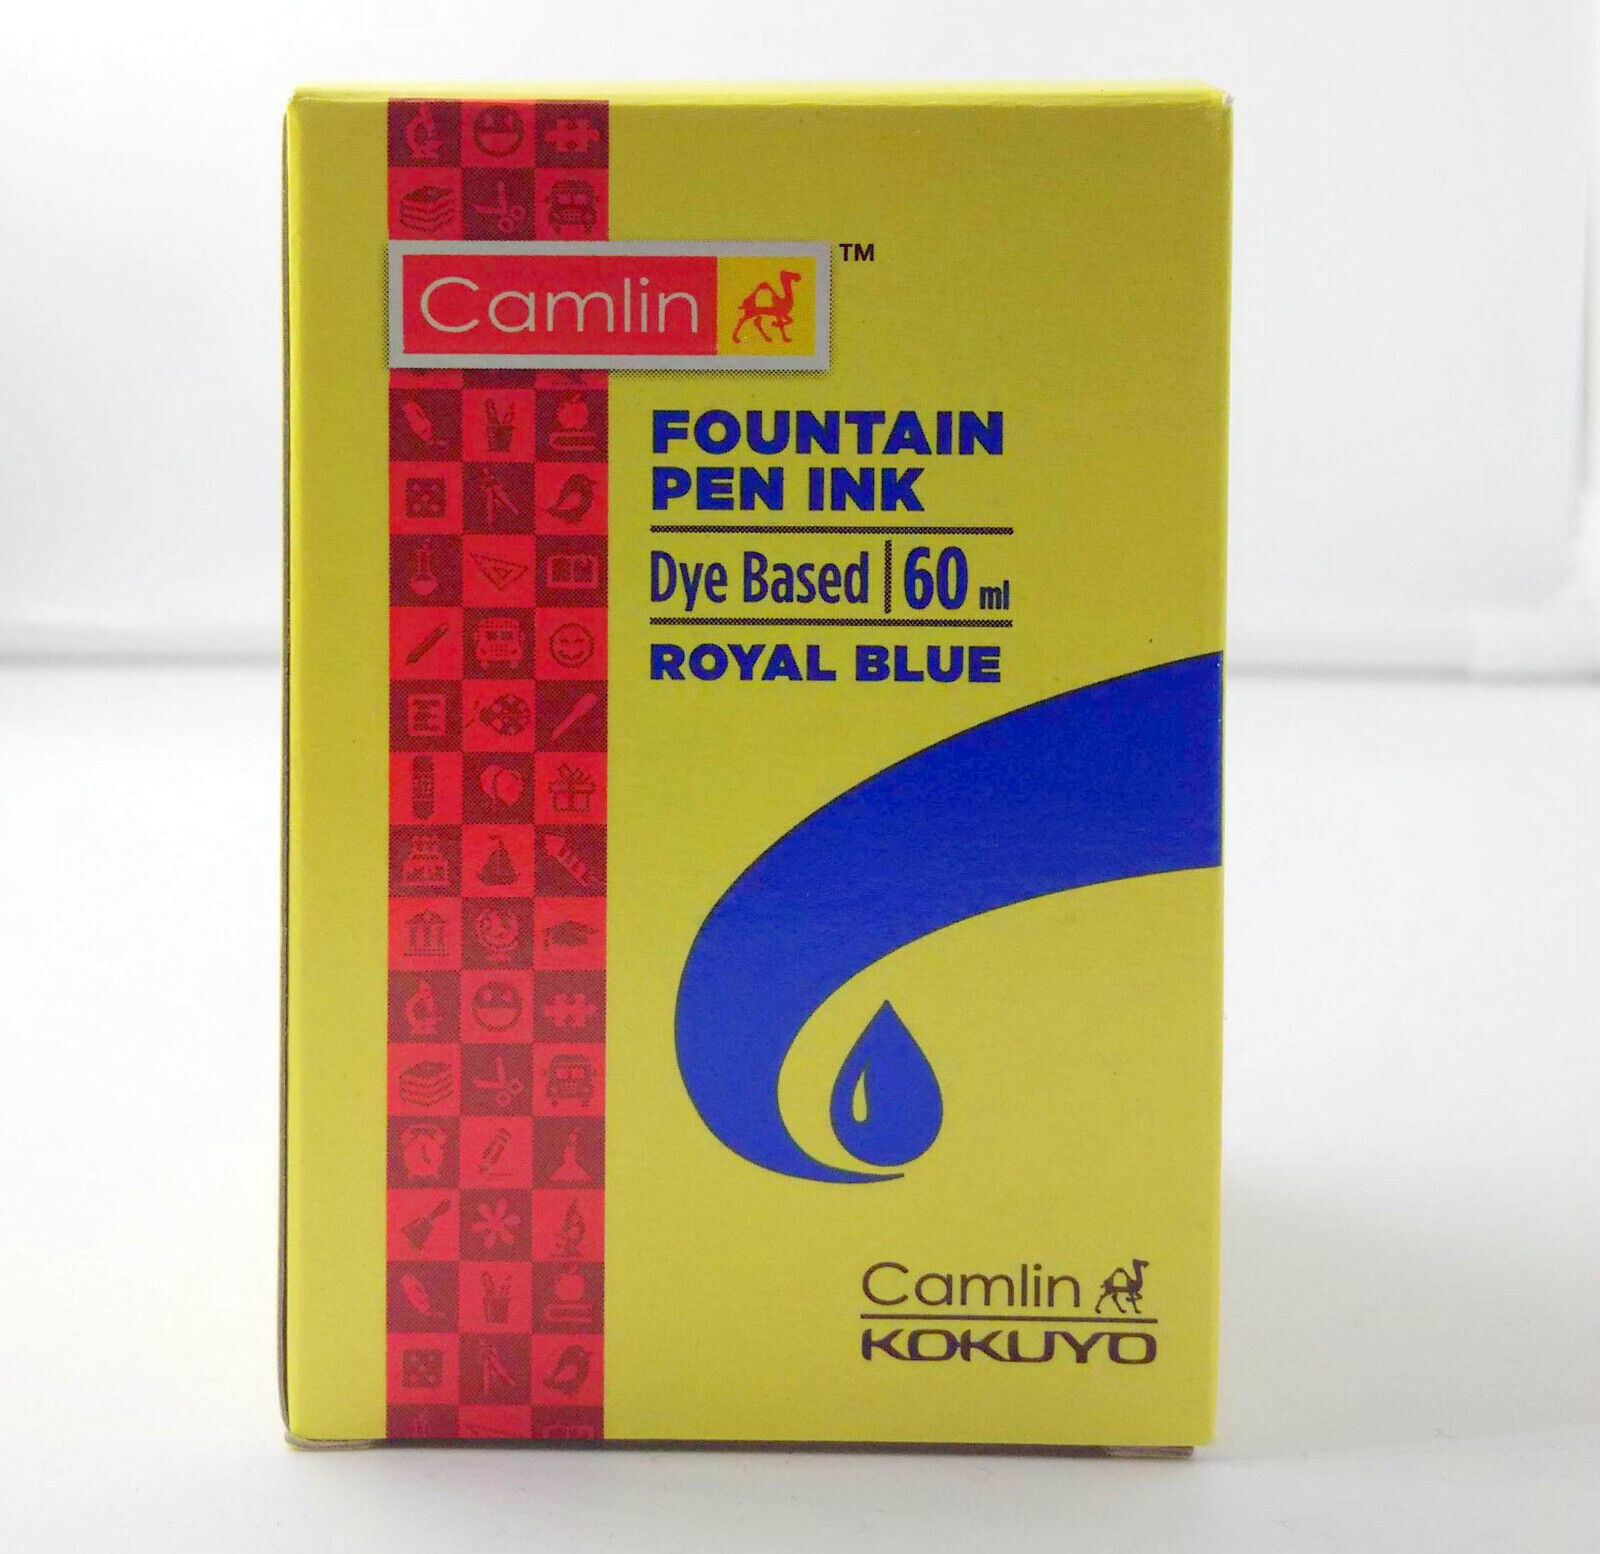 Camlin ™
FOUNTAIN
PEN INK
Dye Based 60 ml
ROYAL BLUE
Camlin
KOKUYO